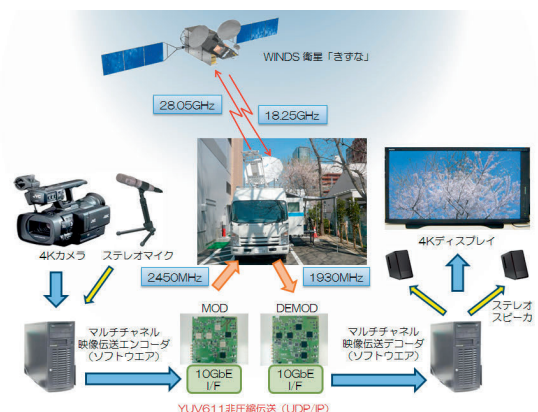 WINDS 衛星「きずな」
28.05GHz
18.25GHz
4Kカメラ
ステレオマイク
4Kディスプレイ
2450MHz
1930MHz
ステレオ
スピーカ
MOD
DEMOD
マルチチャネル
映像伝送エンコーダ
(ソフトウエア)
10GbE
I/F
10GbE
I/F
マルチチャネル
映像伝送デコーダ
(ソフトウエア)
YUV611非圧縮伝送(UDP/IP)